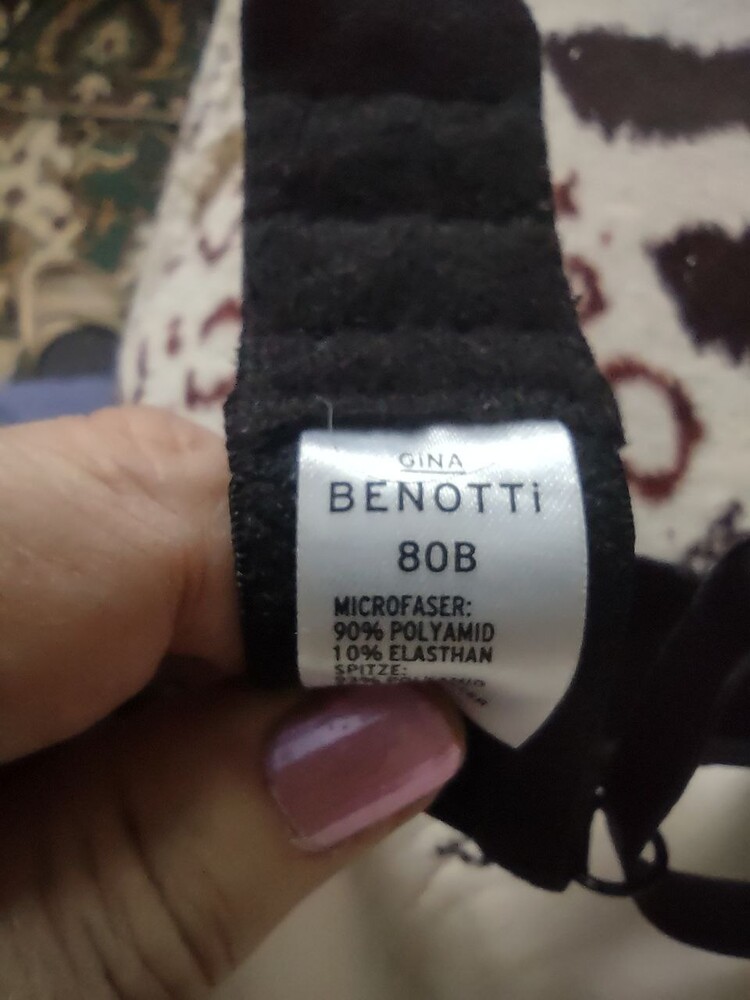 GiNA
BENOTTi
80B
MICROFASER:
90% POLYAMID
10% ELASTHAN
SPITZE: